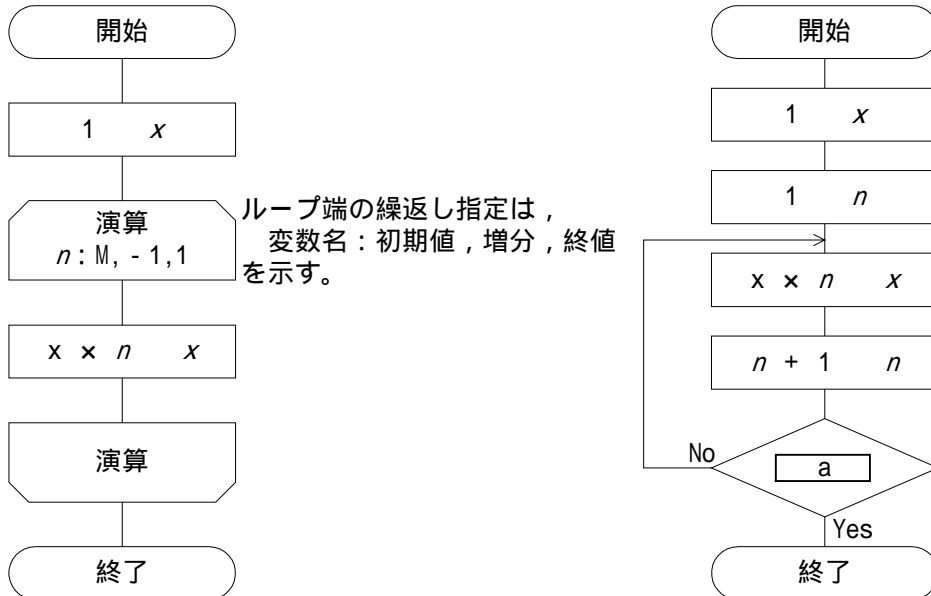 開始
1 x
演算
n:M,-1,1
x × n x
演算
終了
ループ端の繰返し指定は，
変数名：初期値，増分，終値
を示す。
開始
1 x
1 n
x × n x
n + 1 n
No
a
Yes
終了